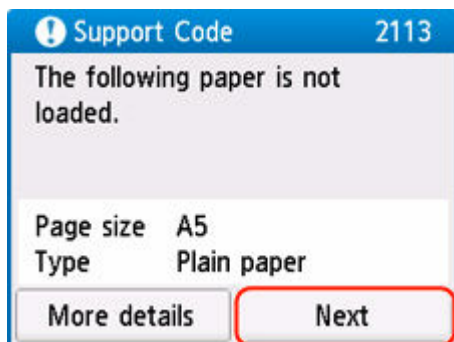 Support Code 2113
The following paper is not
loaded.
Page size A5
Type Plain paper
More details Next